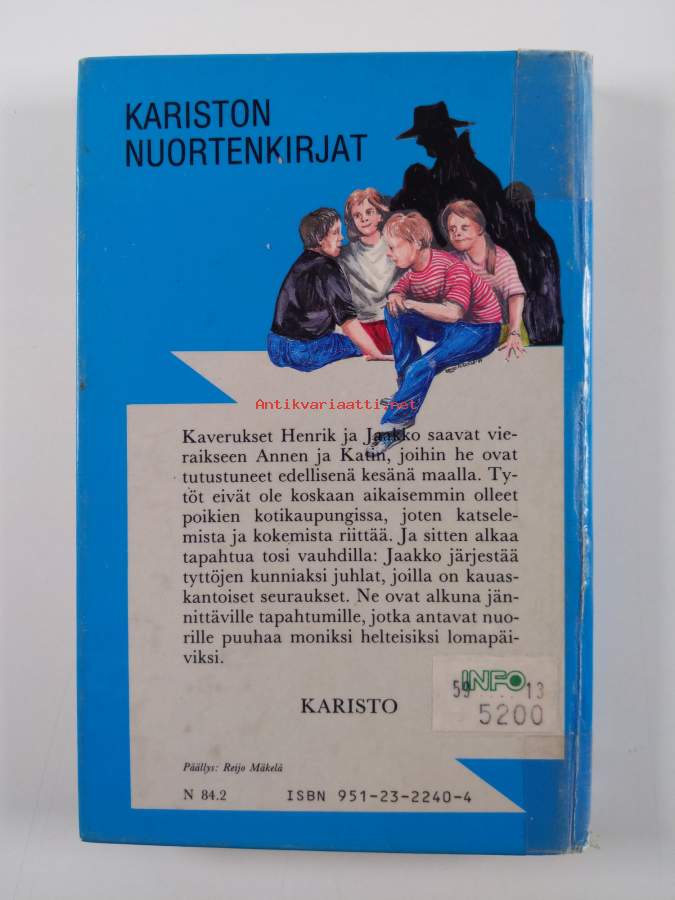 KARISTON
NUORTENKIRJAT
Antikvariaatti.net
Kaverukset Henrik ja Jaakko saavat vie-
raikseen Annen ja Katin, joihin he ovat
tutustuneet edellisenä kesänä maalla. Ty-
töt eivät ole koskaan aikaisemmin olleet
poikien kotikaupungissa, joten katsele-
mista ja kokemista riittää. Ja sitten alkaa
tapahtua tosi vauhdilla: Jaakko järjestää
tyttöjen kunniaksi juhlat, joilla on kauas-
kantoiset seuraukset. Ne ovat alkuna jän-
nittäville tapahtumille, jotka antavat nuo-
rille puuhaa moniksi helteisiksi lomapäi-
viksi.
INFO
59 13
5200
KARISTO
Päällys: Reijo Mäkelä
N 84.2 ISBN 951-23-2240-4